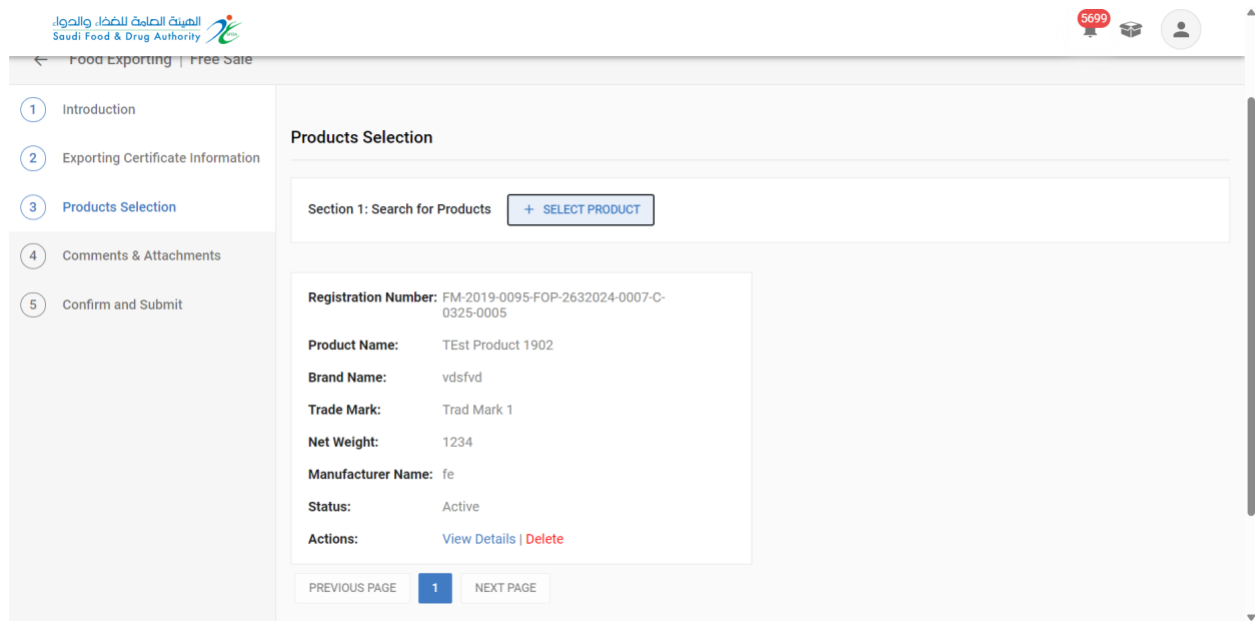 الهيئة العامة للغذاء والدواء
Saudi Food & Drug Authority
5699
Food Exporting | Free Sale
1 Introduction
2 Exporting Certificate Information
3 Products Selection
4 Comments & Attachments
5 Confirm and Submit
Products Selection
Section 1: Search for Products + SELECT PRODUCT
Registration Number: FM-2019-0095-FOP-2632024-0007-C-
0325-0005
Product Name: TEst Product 1902
Brand Name: vdsfvd
Trade Mark: Trad Mark 1
Net Weight: 1234
Manufacturer Name: fe
Status: Active
Actions: View Details | Delete
PREVIOUS PAGE 1 NEXT PAGE